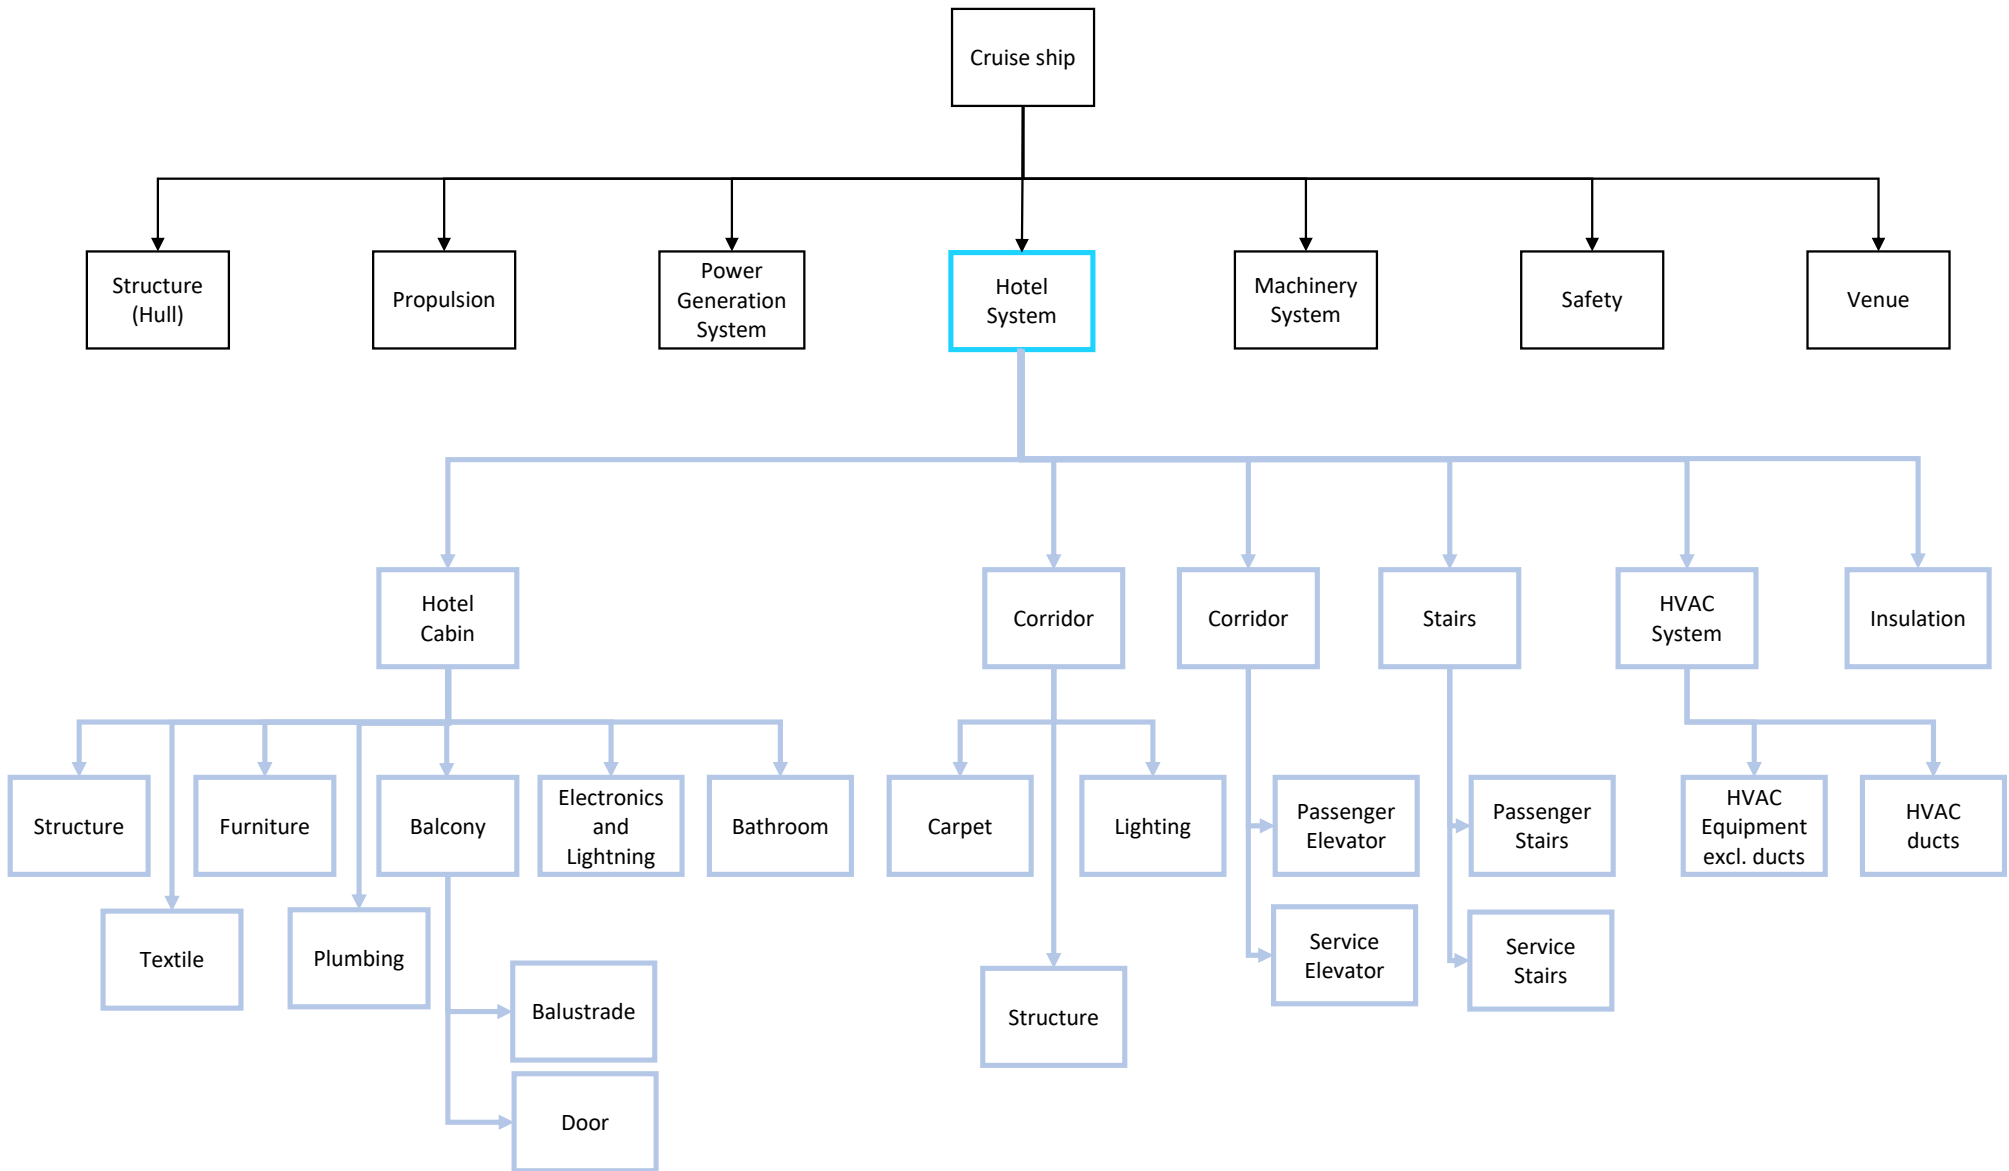 Cruise ship
Structure
(Hull)
Propulsion
Power
Generation
System
Hotel
System
Machinery
System
Safety
Venue
Hotel
Cabin
Corridor
Corridor
Stairs
HVAC
System
Insulation
Structure
Furniture
Balcony
Electronics
and
Lightning
Bathroom
Carpet
Lighting
Passenger
Elevator
Passenger
Stairs
HVAC
Equipment
excl. ducts
HVAC
ducts
Textile
Plumbing
Service
Elevator
Service
Stairs
Balustrade
Structure
Door